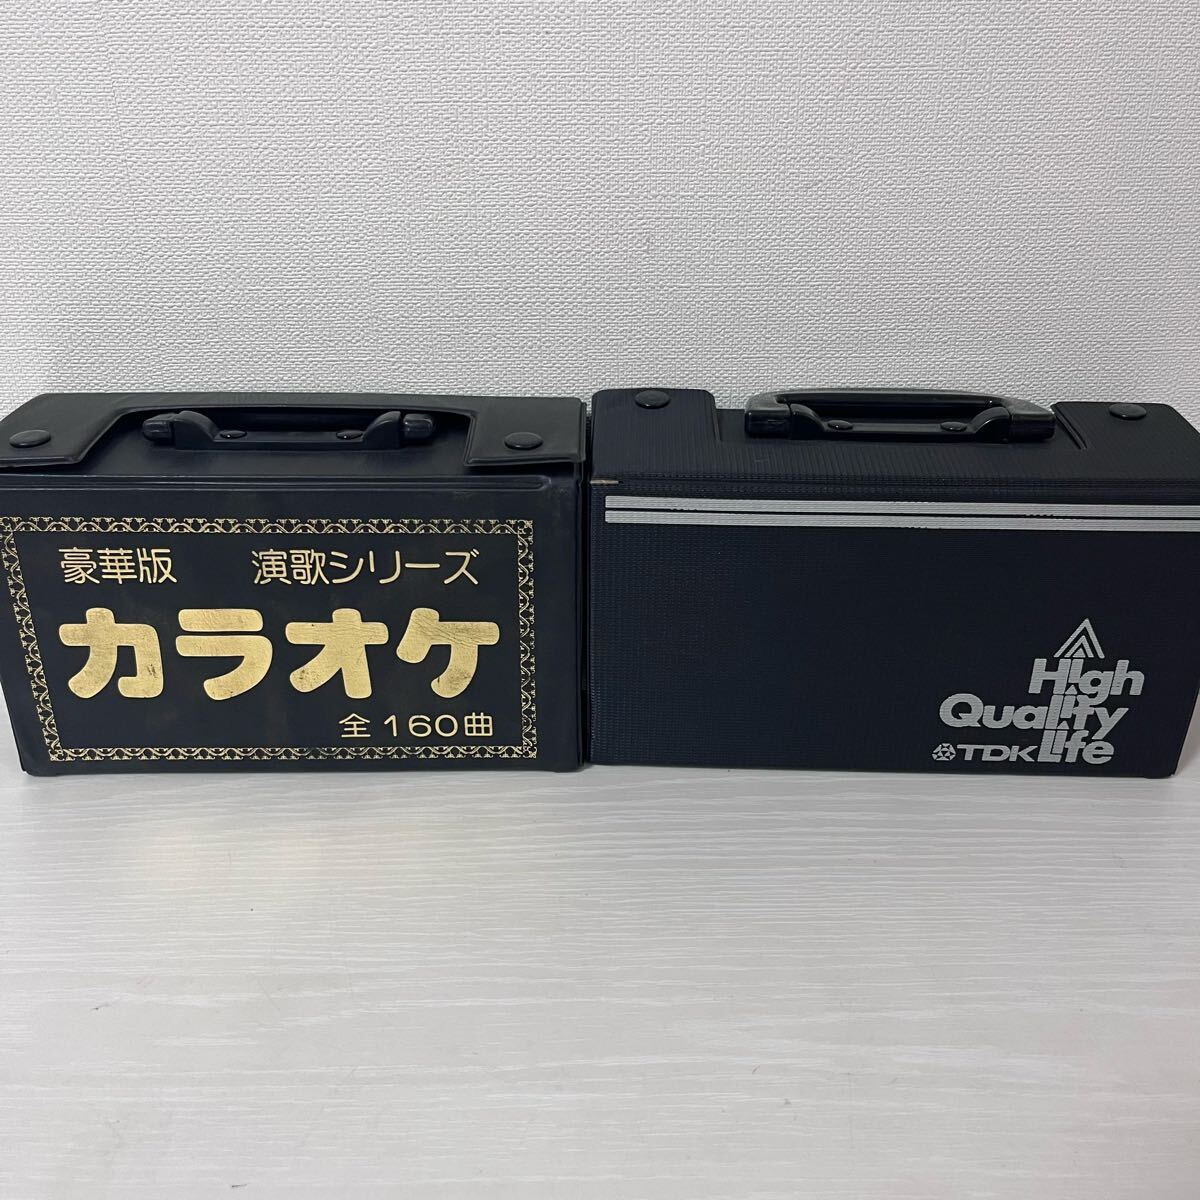 豪華版 演歌シリーズ
カラオケ
全160曲
High
Quality
TDK Life